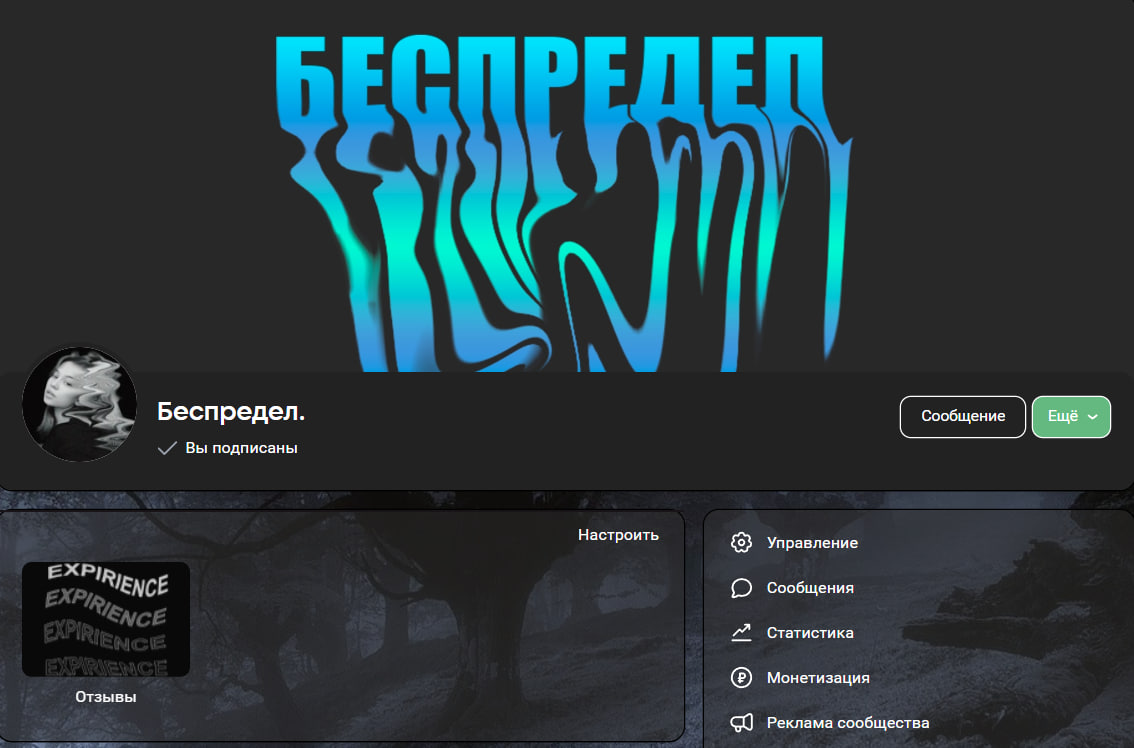 БЕСПРЕДЕЛ
Беспредел.
Вы подписаны
Сообщение
Ещё
Настроить
EXPIRIENCE
EXPIRIENCE
EXPIRIENCE
EXPIRIENCE
Отзывы
Управление
Сообщения
Статистика
Монетизация
Реклама сообщества